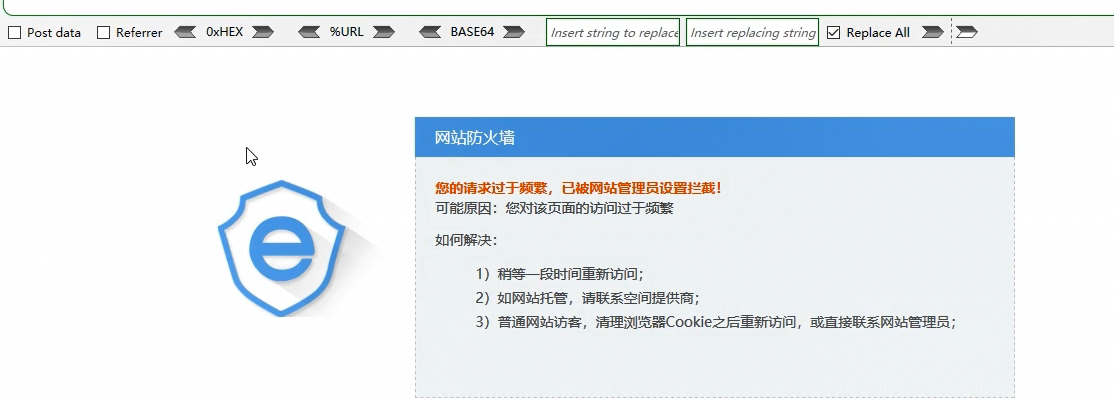 Post data Referrer 0xHEX %URL BASE64 Insert string to replace Insert replacing string Replace All
网站防火墙
您的请求过于频繁，已被网站管理员设置拦截！
可能原因：您对该页面的访问过于频繁
如何解决：
1）稍等一段时间重新访问；
2）如网站托管，请联系空间提供商；
3）普通网站访客，清理浏览器Cookie之后重新访问，或直接联系网站管理员；